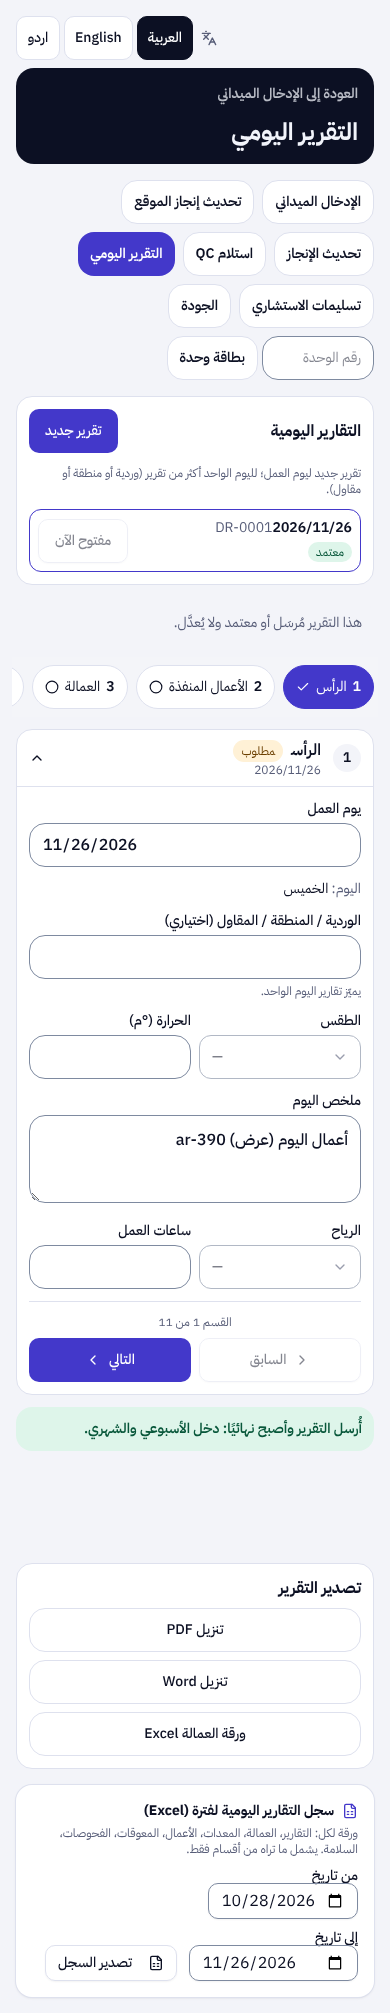 العربية
English
اردو
العودة إلى الإدخال الميداني
التقرير اليومي
الإدخال الميداني
تحديث إنجاز الموقع
تحديث الإنجاز
استلام QC
التقرير اليومي
تسليمات الاستشاري
الجودة
رقم الوحدة
بطاقة وحدة
التقارير اليومية
تقرير جديد
تقرير جديد ليوم العمل؛ لليوم الواحد أكثر من تقرير (وردية أو منطقة أو
مقاول).
2026/11/26 DR-0001
معتمد
مفتوح الآن
هذا التقرير مُرسَل أو معتمد ولا يُعدَّل.
1 الرأس
2 الأعمال المنفذة
3 العمالة
1
الرأس
مطلوب
2026/11/26
يوم العمل
11/26/2026
اليوم: الخميس
الوردية / المنطقة / المقاول (اختياري)
يميّز تقارير اليوم الواحد.
الطقس
الحرارة (°م)
—
ملخص اليوم
أعمال اليوم (عرض) ar-390
الرياح
ساعات العمل
—
القسم 1 من 11
السابق
التالي
أُرسل التقرير وأصبح نهائيًا: دخل الأسبوعي والشهري.
تصدير التقرير
تنزيل PDF
تنزيل Word
ورقة العمالة Excel
سجل التقارير اليومية لفترة (Excel)
ورقة لكل: التقارير، العمالة، المعدات، الأعمال، المعوقات، الفحوصات،
السلامة. يشمل ما تراه من أقسام فقط.
من تاريخ
10/28/2026
إلى تاريخ
11/26/2026
تصدير السجل